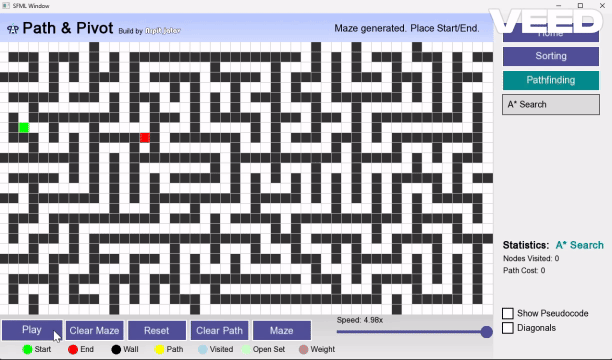 SFML Window
Path & Pivot
Build by
Maze generated. Place Start/End.
VEED
Home
Sorting
Pathfinding
A* Search
Statistics: A* Search
Nodes Visited: 0
Path Cost: 0
Show Pseudocode
Diagonals
Speed: 4.98x
Play
Clear Maze
Reset
Clear Path
Maze
Start
End
Wall
Path
Visited
Open Set
Weight